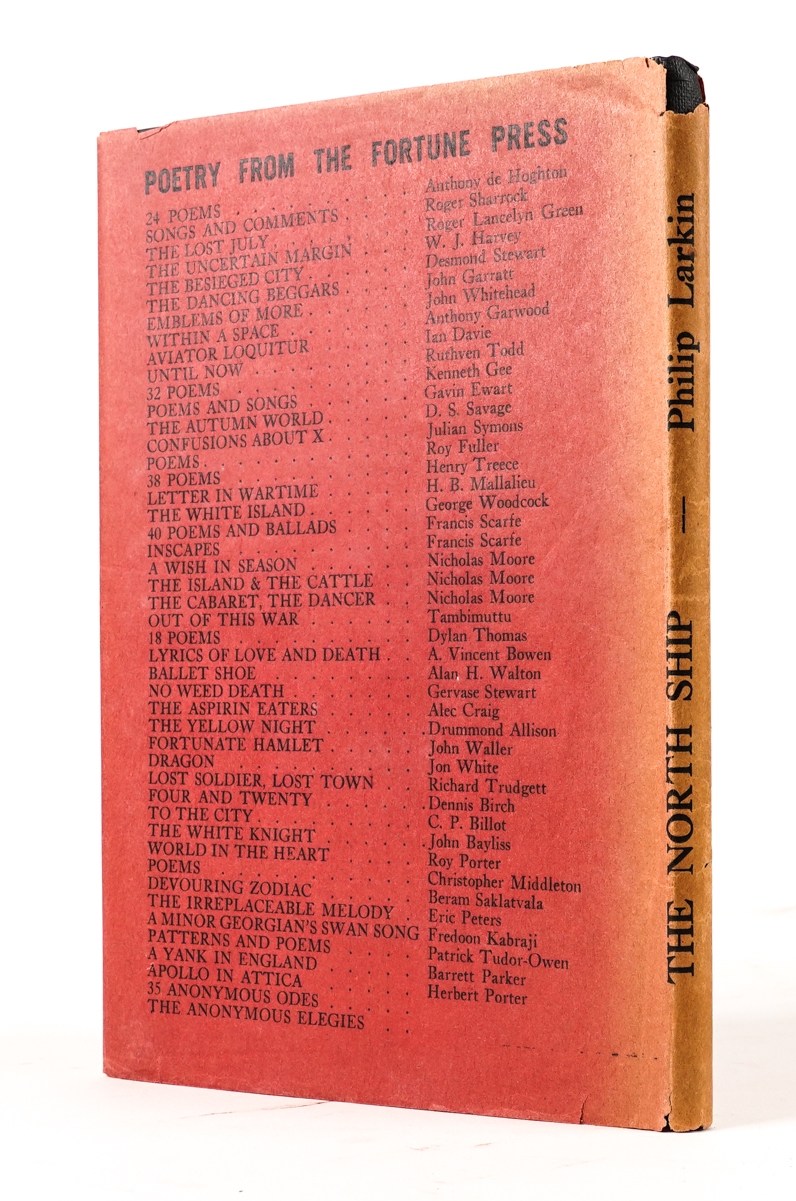 POETRY FROM THE FORTUNE PRESS
24 POEMS . . . . . . . . Anthony de Hoghton
SONGS AND COMMENTS . . . . Roger Sharrock
THE LOST JULY . . . . . . Roger Lancelyn Green
THE UNCERTAIN MARGIN . . . W. J. Harvey
THE BESIEGED CITY . . . . . Desmond Stewart
THE DANCING BEGGARS . . . . John Garratt
EMBLEMS OF MORE . . . . . John Whitehead
WITHIN A SPACE . . . . . . Anthony Garwood
AVIATOR LOQUITUR . . . . . Ian Davie
UNTIL NOW . . . . . . . Ruthven Todd
32 POEMS . . . . . . . . Kenneth Gee
POEMS AND SONGS . . . . . Gavin Ewart
THE AUTUMN WORLD . . . . D. S. Savage
CONFUSIONS ABOUT X . . . . Julian Symons
POEMS . . . . . . . . . Roy Fuller
38 POEMS . . . . . . . . Henry Treece
LETTER IN WARTIME . . . . H. B. Mallalieu
THE WHITE ISLAND . . . . . George Woodcock
40 POEMS AND BALLADS . . . . Francis Scarfe
INSCAPES . . . . . . . . Francis Scarfe
A WISH IN SEASON . . . . . Nicholas Moore
THE ISLAND & THE CATTLE . . Nicholas Moore
THE CABARET, THE DANCER . . Nicholas Moore
OUT OF THIS WAR . . . . . Tambimuttu
18 POEMS . . . . . . . . Dylan Thomas
LYRICS OF LOVE AND DEATH . . A. Vincent Bowen
BALLET SHOE . . . . . . . Alan H. Walton
NO WEED DEATH . . . . . . Gervase Stewart
THE ASPIRIN EATERS . . . . . Alec Craig
THE YELLOW NIGHT . . . . . Drummond Allison
FORTUNATE HAMLET . . . . . John Waller
DRAGON . . . . . . . . Jon White
LOST SOLDIER, LOST TOWN . . Richard Trudgett
FOUR AND TWENTY . . . . . Dennis Birch
TO THE CITY . . . . . . . C. P. Billot
THE WHITE KNIGHT . . . . . John Bayliss
WORLD IN THE HEART . . . . Roy Porter
POEMS . . . . . . . . . Christopher Middleton
DEVOURING ZODIAC . . . . . Beram Saklatvala
THE IRREPLACEABLE MELODY . Eric Peters
A MINOR GEORGIAN'S SWAN SONG Fredoon Kabraji
PATTERNS AND POEMS . . . . Patrick Tudor-Owen
A YANK IN ENGLAND . . . . Barrett Parker
APOLLO IN ATTICA . . . . . Herbert Porter
35 ANONYMOUS ODES . . . .
THE ANONYMOUS ELEGIES . .
THE NORTH SHIP — Philip Larkin